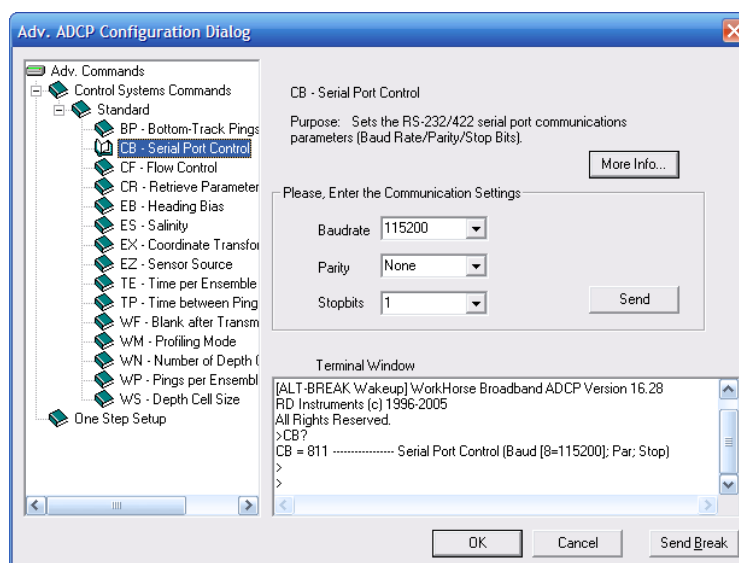 Adv. ADCP Configuration Dialog
Adv. Commands
Control Systems Commands
Standard
BP - Bottom-Track Pings
CB - Serial Port Control
CF - Flow Control
CR - Retrieve Parameter
EB - Heading Bias
ES - Salinity
EX - Coordinate Transfor
EZ - Sensor Source
TE - Time per Ensemble
TP - Time between Ping
WF - Blank after Transm
WM - Profiling Mode
WN - Number of Depth (
WP - Pings per Ensembl
WS - Depth Cell Size
One Step Setup
CB - Serial Port Control
Purpose: Sets the RS-232/422 serial port communications
parameters (Baud Rate/Parity/Stop Bits).
More Info...
Please, Enter the Communication Settings
Baudrate 115200
Parity None
Stopbits 1
Send
Terminal Window
[ALT-BREAK Wakeup] WorkHorse Broadband ADCP Version 16.28
RD Instruments (c) 1996-2005
All Rights Reserved.
>CB?
CB = 811 ---------------- Serial Port Control (Baud [8=115200]; Par; Stop)
>
>
OK Cancel Send Break